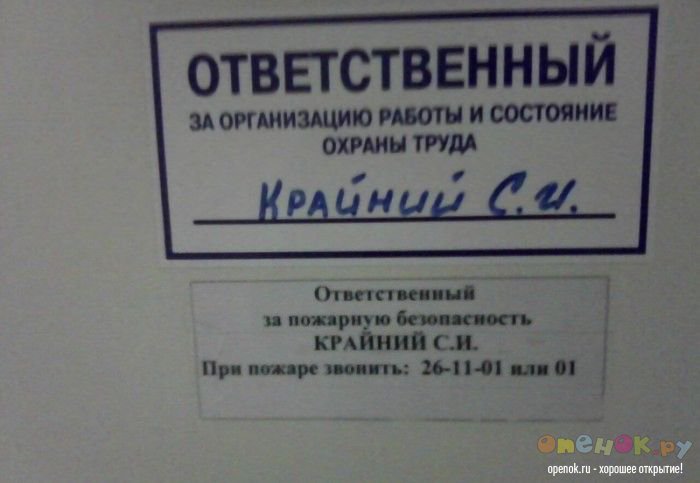 ОТВЕТСТВЕННЫЙ
ЗА ОРГАНИЗАЦИЮ РАБОТЫ И СОСТОЯНИЕ
ОХРАНЫ ТРУДА
КРАЙНИЙ С.И.
Ответственный
за пожарную безопасность
КРАЙНИЙ С.И.
При пожаре звонить: 26-11-01 или 01
опенок.ру
openok.ru - хорошее открытие!